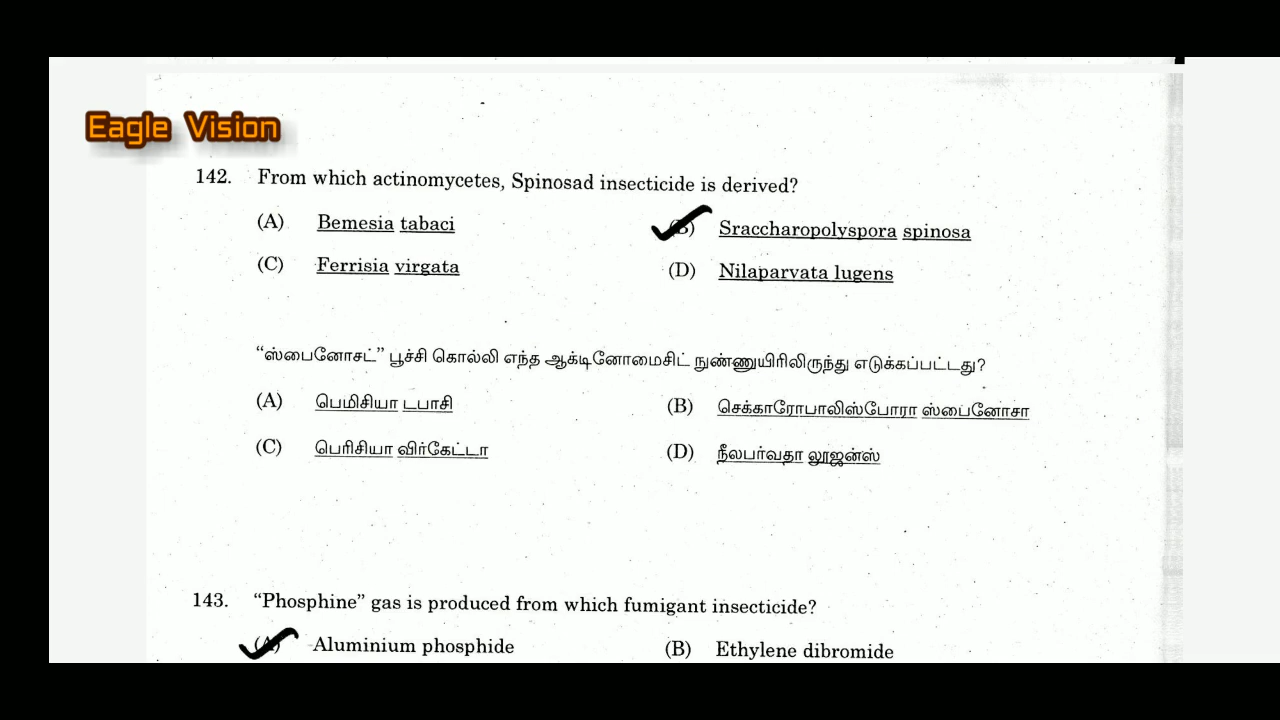 Eagle Vision
142. From which actinomycetes, Spinosad insecticide is derived?
(A) Bemesia tabaci (B) Sraccharopolyspora spinosa
(C) Ferrisia virgata (D) Nilaparvata lugens
“ஸ்பைனோசட்” பூச்சி கொல்லி எந்த ஆக்டினோமைசிட் நுண்ணுயிரிலிருந்து எடுக்கப்பட்டது?
(A) பெமிசியா டபாசி (B) செக்காரோபாலிஸ்போரா ஸ்பைனோசா
(C) பெரிசியா விர்கேட்டா (D) நீலபர்வதா லூஜன்ஸ்
143. “Phosphine” gas is produced from which fumigant insecticide?
(A) Aluminium phosphide (B) Ethylene dibromide